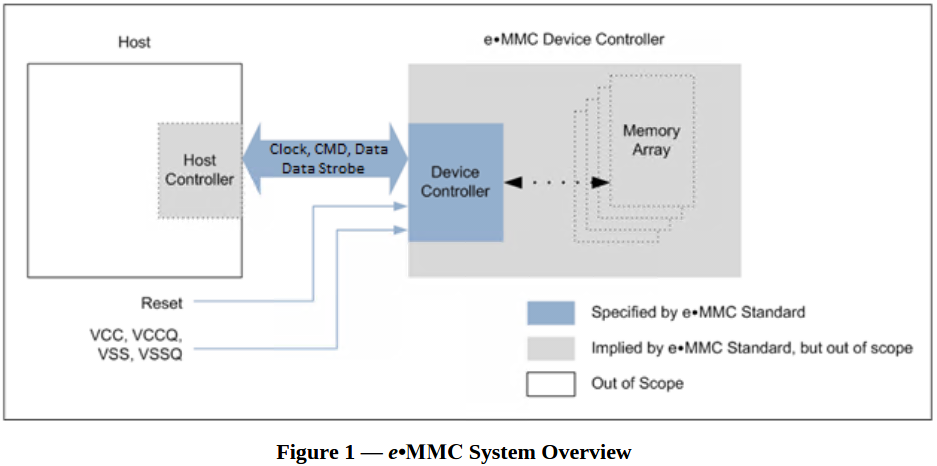 Host
e•MMC Device Controller
Host
Controller
Clock, CMD, Data
Data Strobe
Device
Controller
Memory
Array
Reset
VCC, VCCQ,
VSS, VSSQ
Specified by e•MMC Standard
Implied by e•MMC Standard, but out of scope
Out of Scope
Figure 1 — e•MMC System Overview